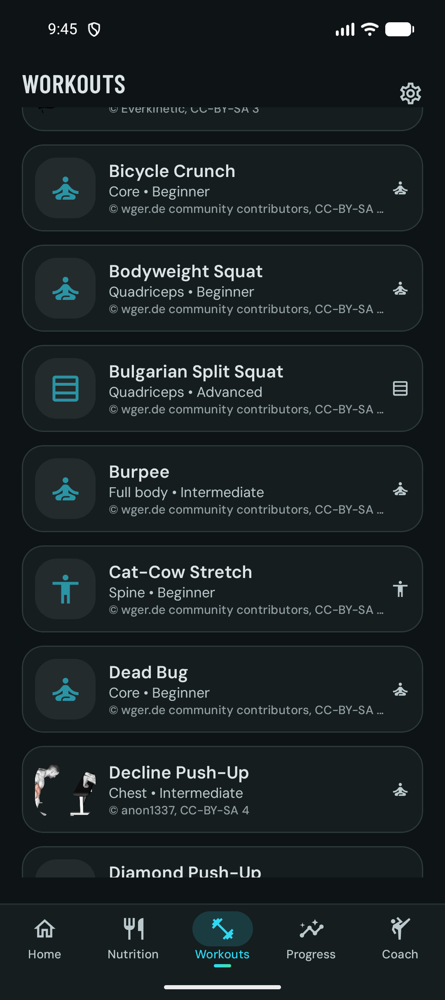 9:45
WORKOUTS
© Everkinetic, CC-BY-SA 3
Bicycle Crunch
Core • Beginner
© wger.de community contributors, CC-BY-SA ...
Bodyweight Squat
Quadriceps • Beginner
© wger.de community contributors, CC-BY-SA ...
Bulgarian Split Squat
Quadriceps • Advanced
© wger.de community contributors, CC-BY-SA ...
Burpee
Full body • Intermediate
© wger.de community contributors, CC-BY-SA ...
Cat-Cow Stretch
Spine • Beginner
© wger.de community contributors, CC-BY-SA ...
Dead Bug
Core • Beginner
© wger.de community contributors, CC-BY-SA ...
Decline Push-Up
Chest • Intermediate
© anon1337, CC-BY-SA 4
Diamond Push-Up
Home
Nutrition
Workouts
Progress
Coach